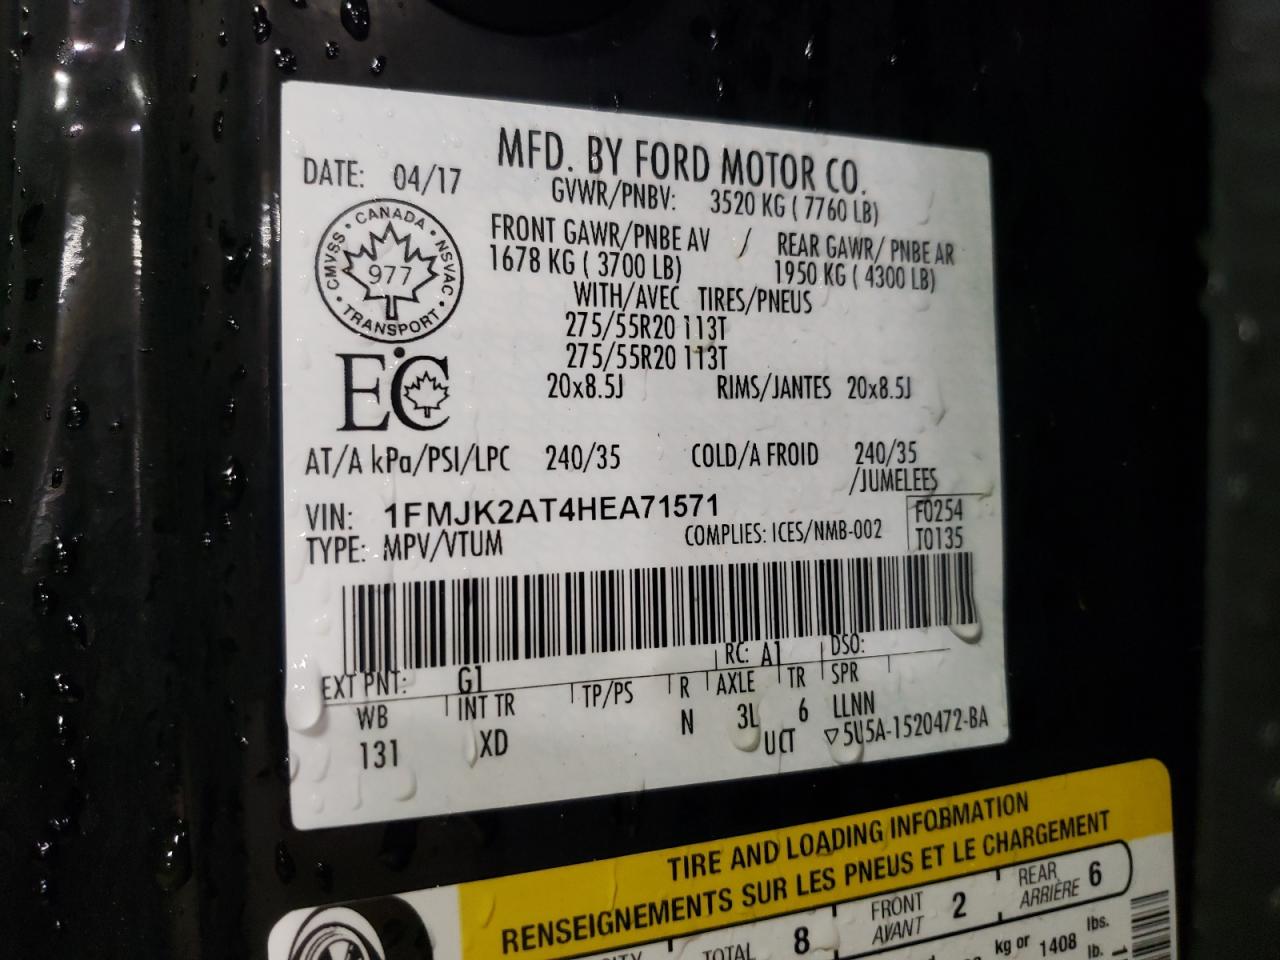 MFD. BY FORD MOTOR CO.
DATE: 04/17
GVWR/PNBV: 3520 KG ( 7760 LB)
FRONT GAWR/PNBE AV / REAR GAWR/ PNBE AR
1678 KG ( 3700 LB) 1950 KG ( 4300 LB)
WITH/AVEC TIRES/PNEUS
275/55R20 113T
275/55R20 113T
20x8.5J RIMS/JANTES 20x8.5J
CANADA
CMVSS • NSVAC
977
TRANSPORT
EC
AT/A kPa/PSI/LPC 240/35 COLD/A FROID 240/35
/JUMELEES
VIN: 1FMJK2AT4HEA71571
F0254
TYPE: MPV/VTUM COMPLIES: ICES/NMB-002 T0135
EXT PNT: G1 RC: A1 DSO:
WB INT TR TP/PS R AXLE TR SPR
131 XD N 3L 6 LLNN
UCT ▽5U5A-1520472-BA
TIRE AND LOADING INFORMATION
RENSEIGNEMENTS SUR LES PNEUS ET LE CHARGEMENT
TOTAL 8 FRONT AVANT 2 REAR ARRIÈRE 6
kg or 1408 lbs.
lb.